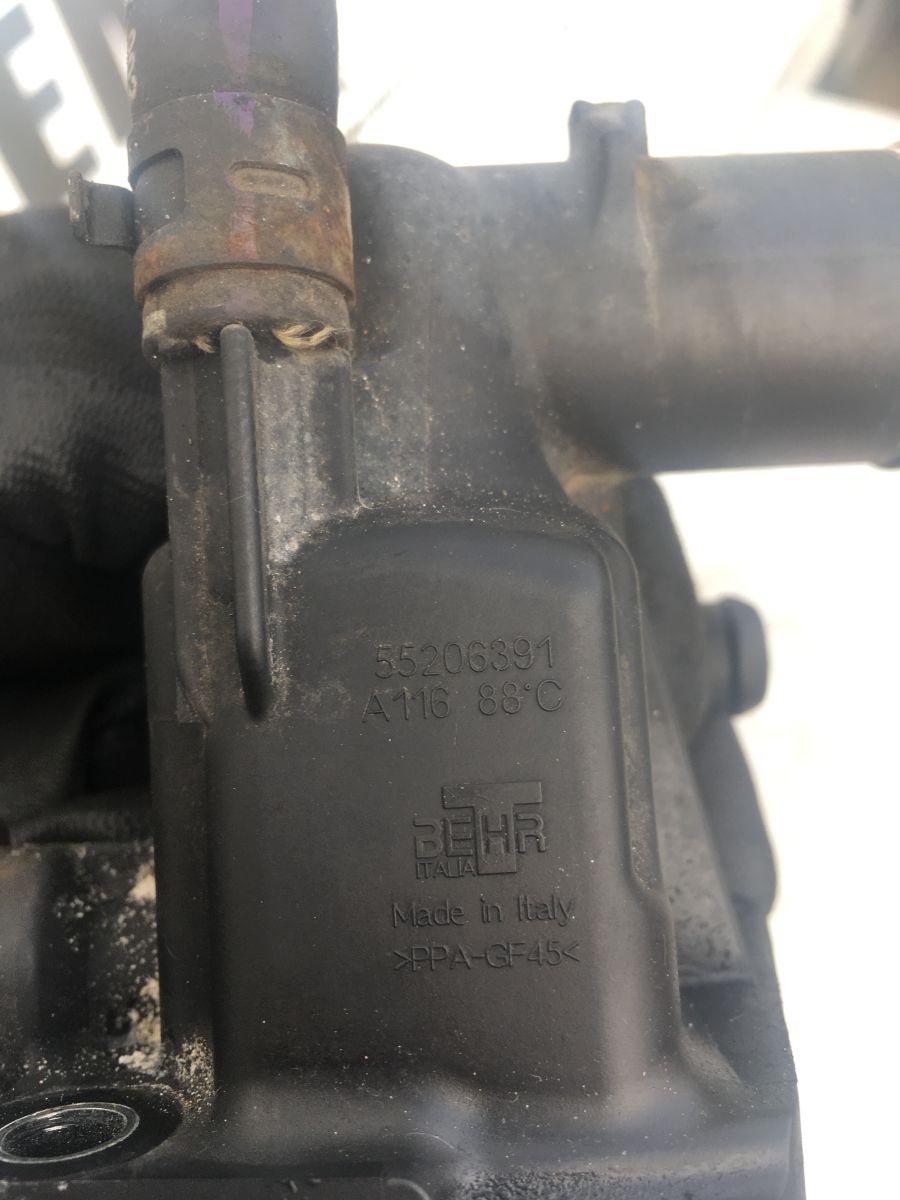 55206391
A116 88°C
BEHR
ITALIA
Made in Italy
>PPA-GF45<